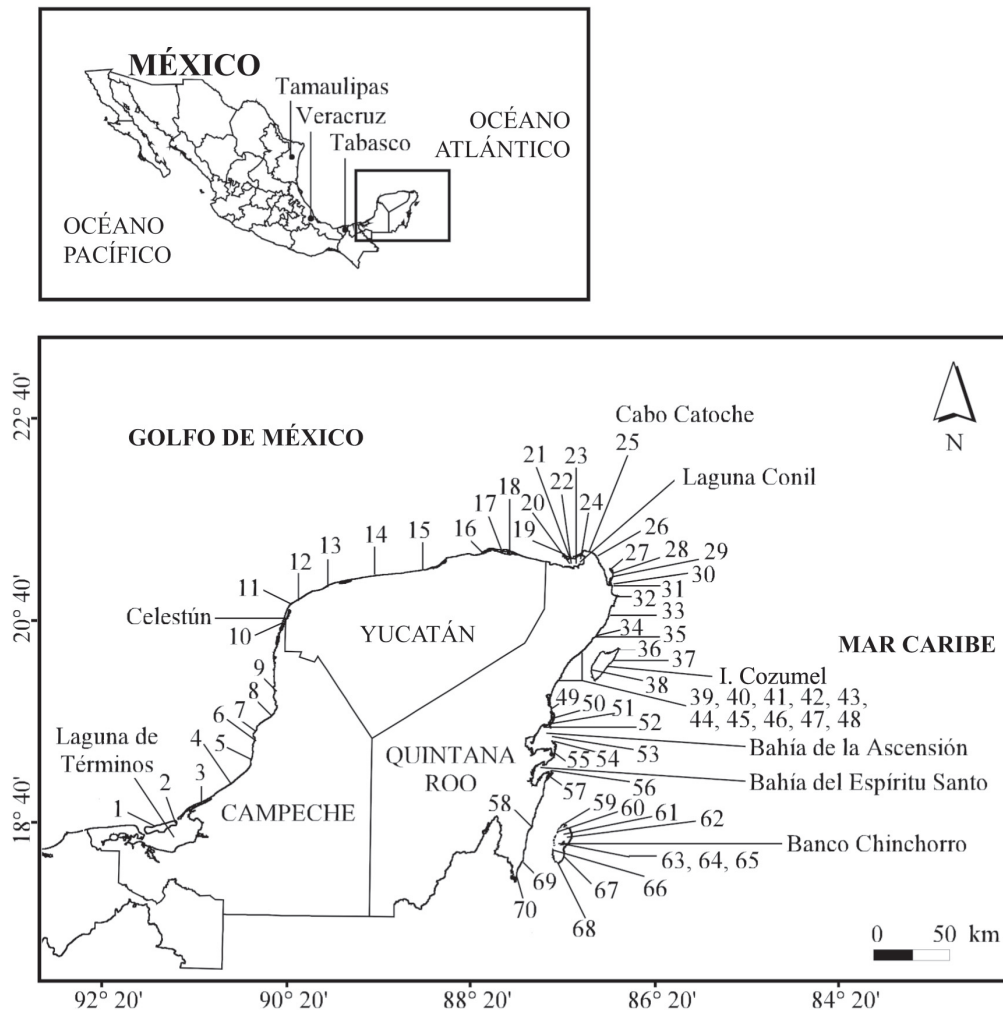 MÉXICO
Tamaulipas
Veracruz
Tabasco
OCÉANO
ATLÁNTICO
OCÉANO
PACÍFICO
22° 40'
20° 40'
18° 40'
GOLFO DE MÉXICO
Cabo Catoche
25
N
21
22
23
24
Laguna Conil
20
19
18
17
16
15
14
13
12
11
26
27
28
29
30
31
32
33
34
35
Celestún
10
YUCATÁN
MAR CARIBE
36
37
I. Cozumel
38
39, 40, 41, 42, 43,
44, 45, 46, 47, 48
9
8
7
6
5
4
3
2
1
Laguna de
Términos
49
50
51
52
53
Bahía de la Ascensión
QUINTANA
ROO
55 54
Bahía del Espíritu Santo
56
57
CAMPECHE
58
59
60
61
62
Banco Chinchorro
63, 64, 65
66
67
68
69
70
0 50 km
92° 20'
90° 20'
88° 20'
86° 20'
84° 20'